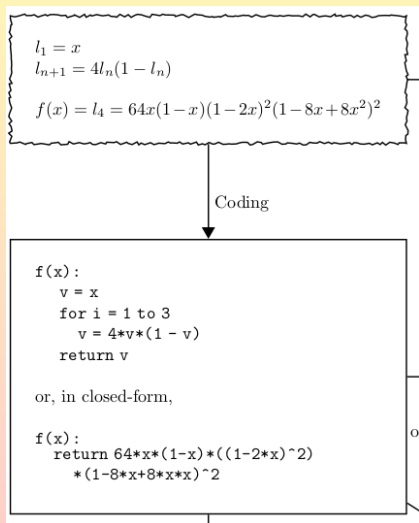 l₁ = x
lₙ₊₁ = 4lₙ(1 − lₙ)
f(x) = l₄ = 64x(1−x)(1−2x)²(1−8x+8x²)²
Coding
f(x):
v = x
for i = 1 to 3
v = 4*v*(1 - v)
return v
or, in closed-form,
f(x):
return 64*x*(1-x)*((1-2*x)^2)
*(1-8*x+8*x*x)^2
o